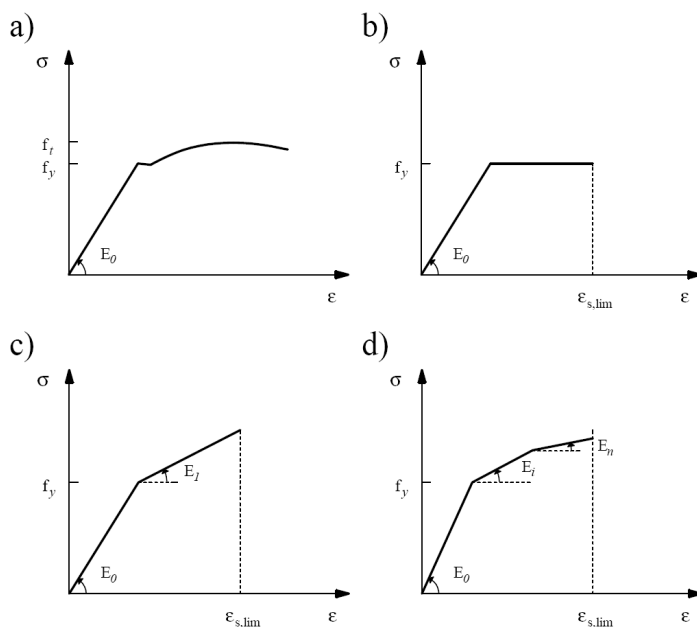 a)
σ
f_t
f_y
E_0
ε
b)
σ
f_y
E_0
ε_s,lim
ε
c)
σ
f_y
E_1
E_0
ε_s,lim
ε
d)
σ
f_y
E_i
E_n
E_0
ε_s,lim
ε